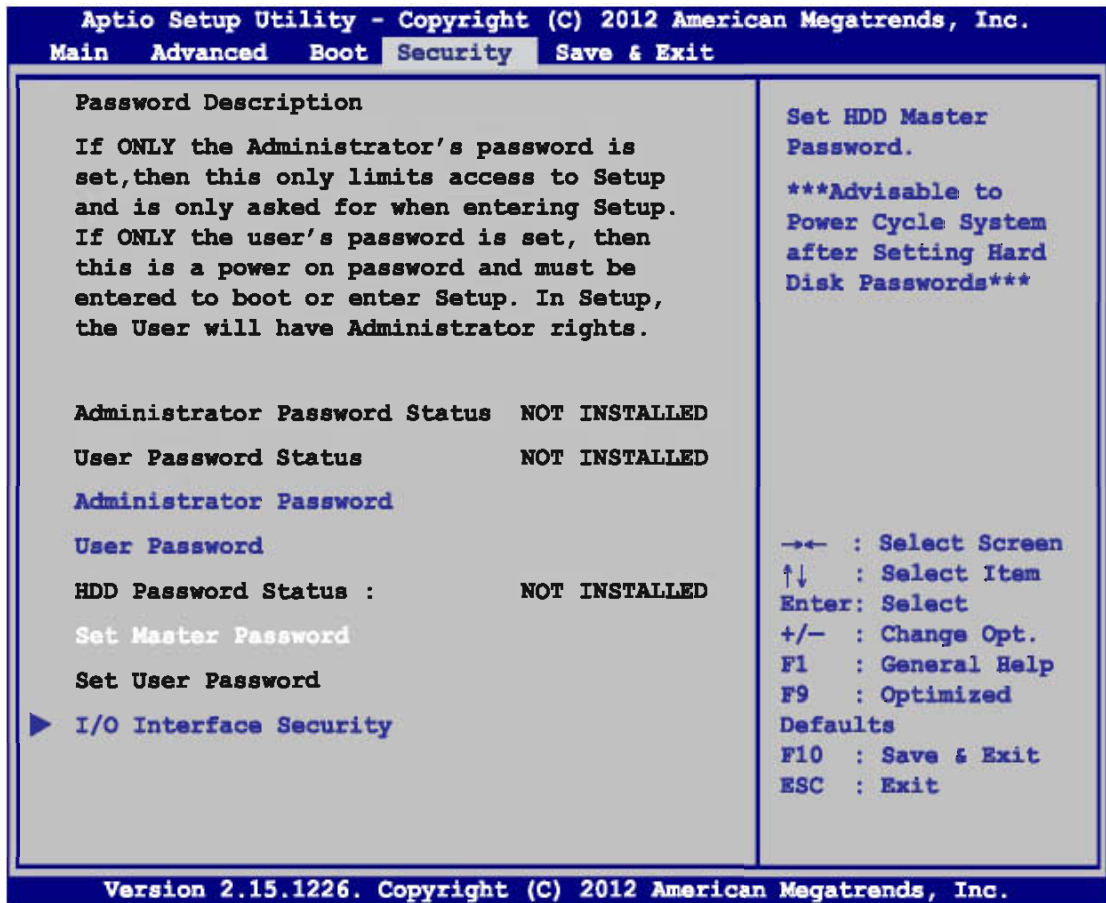 Aptio Setup Utility - Copyright (C) 2012 American Megatrends, Inc.
Main Advanced Boot Security Save & Exit
Password Description
If ONLY the Administrator's password is
set,then this only limits access to Setup
and is only asked for when entering Setup.
If ONLY the user's password is set, then
this is a power on password and must be
entered to boot or enter Setup. In Setup,
the User will have Administrator rights.
Administrator Password Status NOT INSTALLED
User Password Status NOT INSTALLED
Administrator Password
User Password
HDD Password Status : NOT INSTALLED
Set Master Password
Set User Password
I/O Interface Security
Set HDD Master
Password.
***Advisable to
Power Cycle System
after Setting Hard
Disk Passwords***
→← : Select Screen
↑↓ : Select Item
Enter: Select
+/— : Change Opt.
F1 : General Help
F9 : Optimized
Defaults
F10 : Save & Exit
ESC : Exit
Version 2.15.1226. Copyright (C) 2012 American Megatrends, Inc.